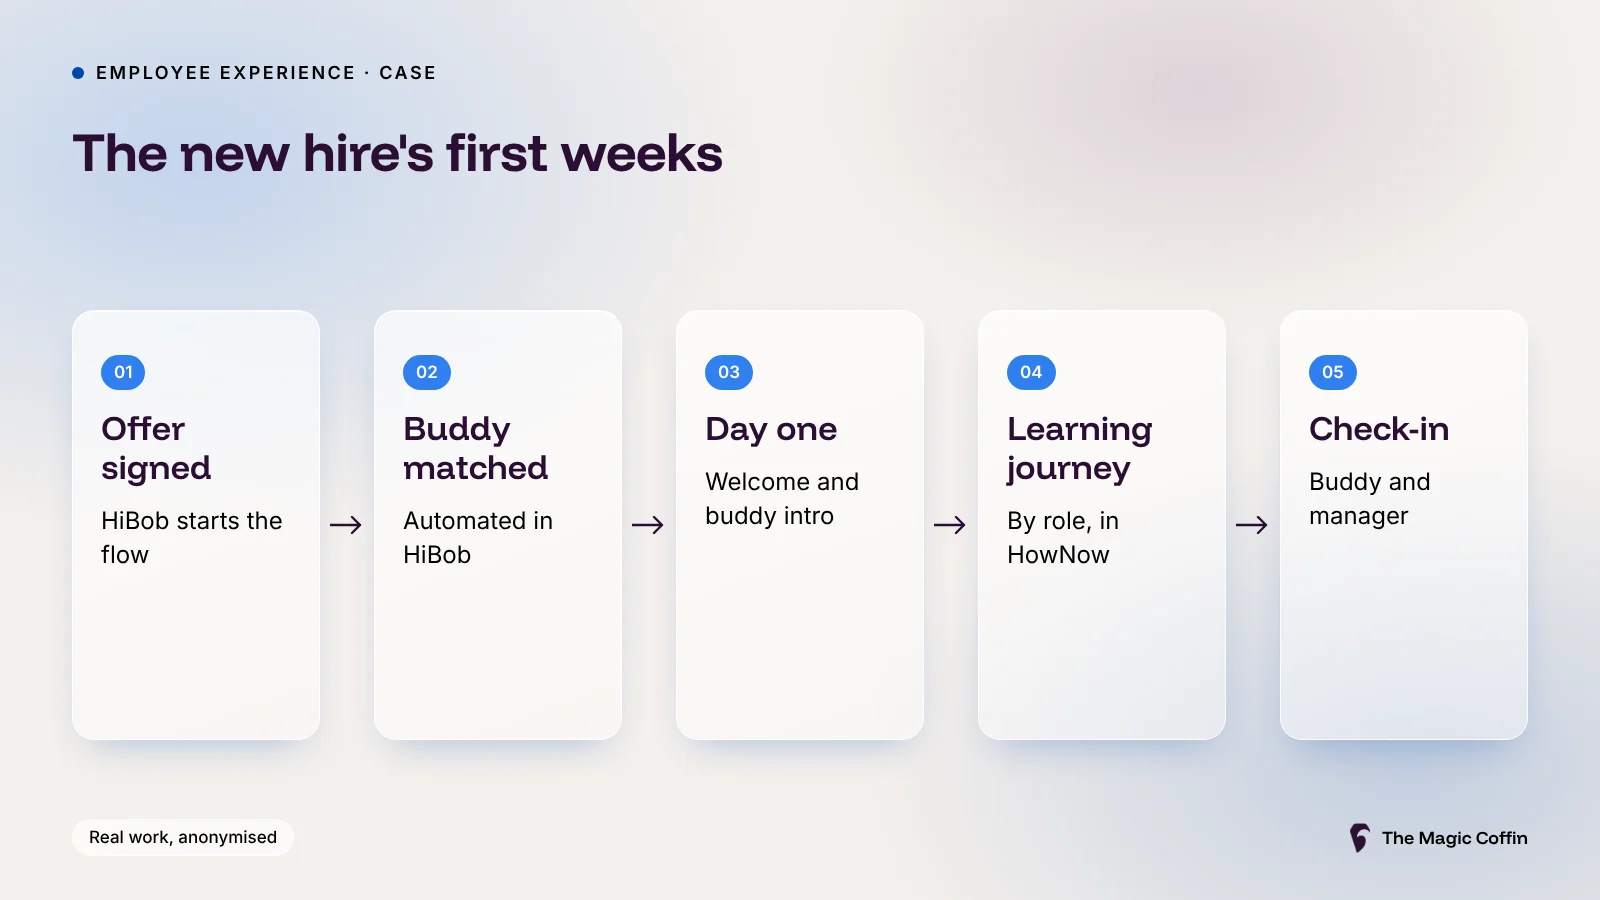 EMPLOYEE EXPERIENCE · CASE
The new hire's first weeks
01
Offer
signed
HiBob starts the
flow
02
Buddy
matched
Automated in
HiBob
03
Day one
Welcome and
buddy intro
04
Learning
journey
By role, in
HowNow
05
Check-in
Buddy and
manager
Real work, anonymised
The Magic Coffin